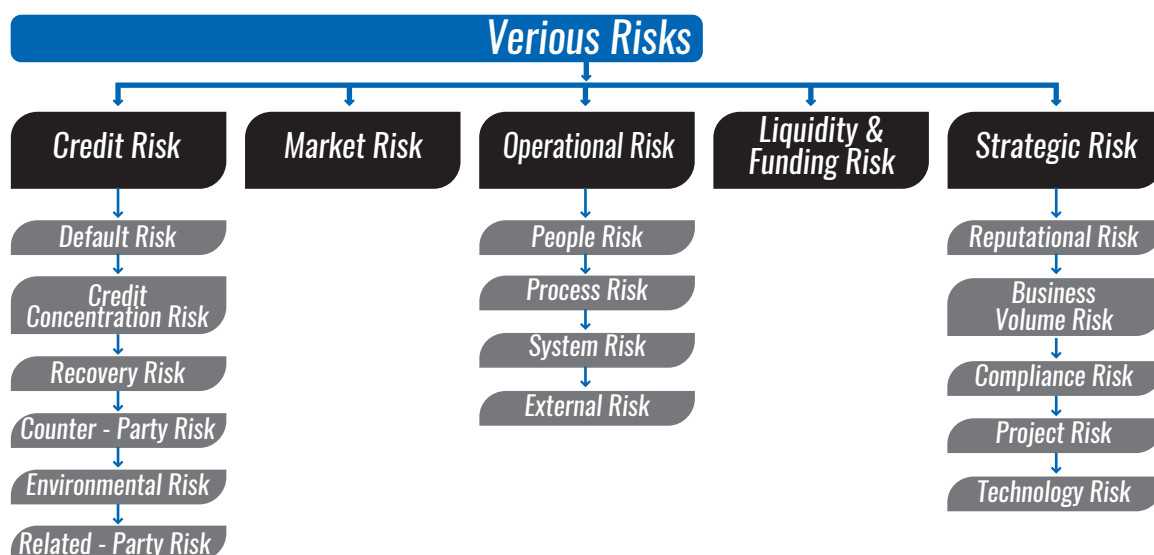 Verious Risks
Credit Risk
Market Risk
Operational Risk
Liquidity &
Funding Risk
Strategic Risk
Default Risk
Credit
Concentration Risk
Recovery Risk
Counter - Party Risk
Environmental Risk
Related - Party Risk
People Risk
Process Risk
System Risk
External Risk
Reputational Risk
Business
Volume Risk
Compliance Risk
Project Risk
Technology Risk